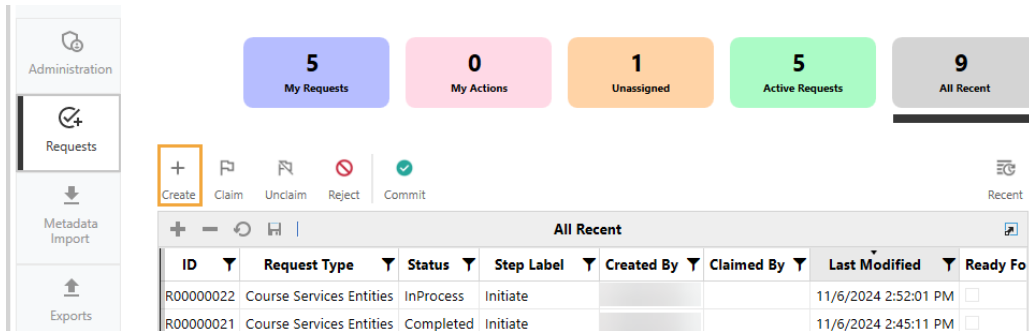 Administration
Requests
Metadata
Import
Exports
5
My Requests
0
My Actions
1
Unassigned
5
Active Requests
9
All Recent
Create
Claim
Unclaim
Reject
Commit
Recent
All Recent
ID Request Type Status Step Label Created By Claimed By Last Modified Ready Fo
R00000022 Course Services Entities InProcess Initiate 11/6/2024 2:52:01 PM
R00000021 Course Services Entities Completed Initiate 11/6/2024 2:45:11 PM